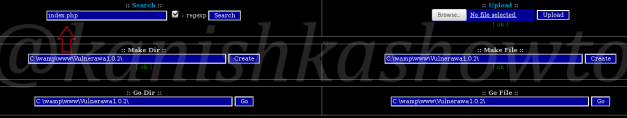 :: Search ::
index.php - regexp Search
:: Upload ::
Browse... No file selected. Upload
[ ok ]
:: Make Dir ::
C:\wamp\www\Vulnerawa1.0.2\ Create
[ ok ]
:: Make File ::
C:\wamp\www\Vulnerawa1.0.2\ Create
[ ok ]
:: Go Dir ::
C:\wamp\www\Vulnerawa1.0.2\ Go
:: Go File ::
C:\wamp\www\Vulnerawa1.0.2\ Go
@kanishkashowto